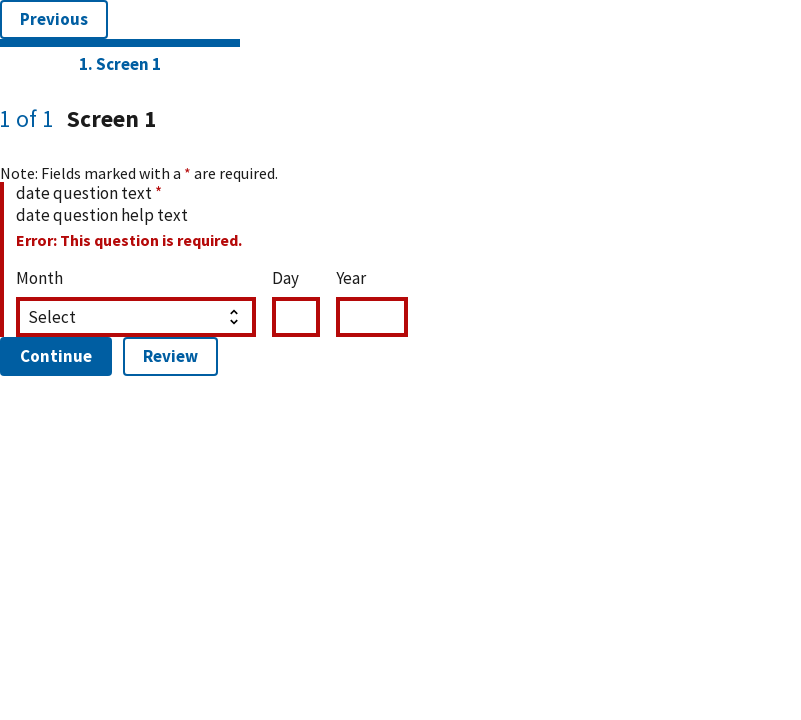 Previous
1. Screen 1
1 of 1 Screen 1
Note: Fields marked with a * are required.
date question text *
date question help text
Error: This question is required.
Month Day Year
Select
Continue Review